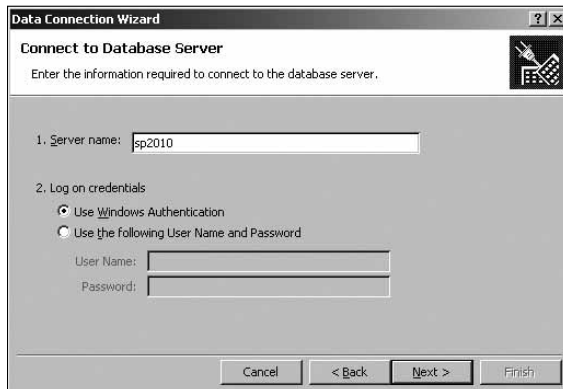 Data Connection Wizard
Connect to Database Server
Enter the information required to connect to the database server.
1. Server name: sp2010
2. Log on credentials
Use Windows Authentication
Use the following User Name and Password
User Name:
Password:
Cancel < Back Next > Finish